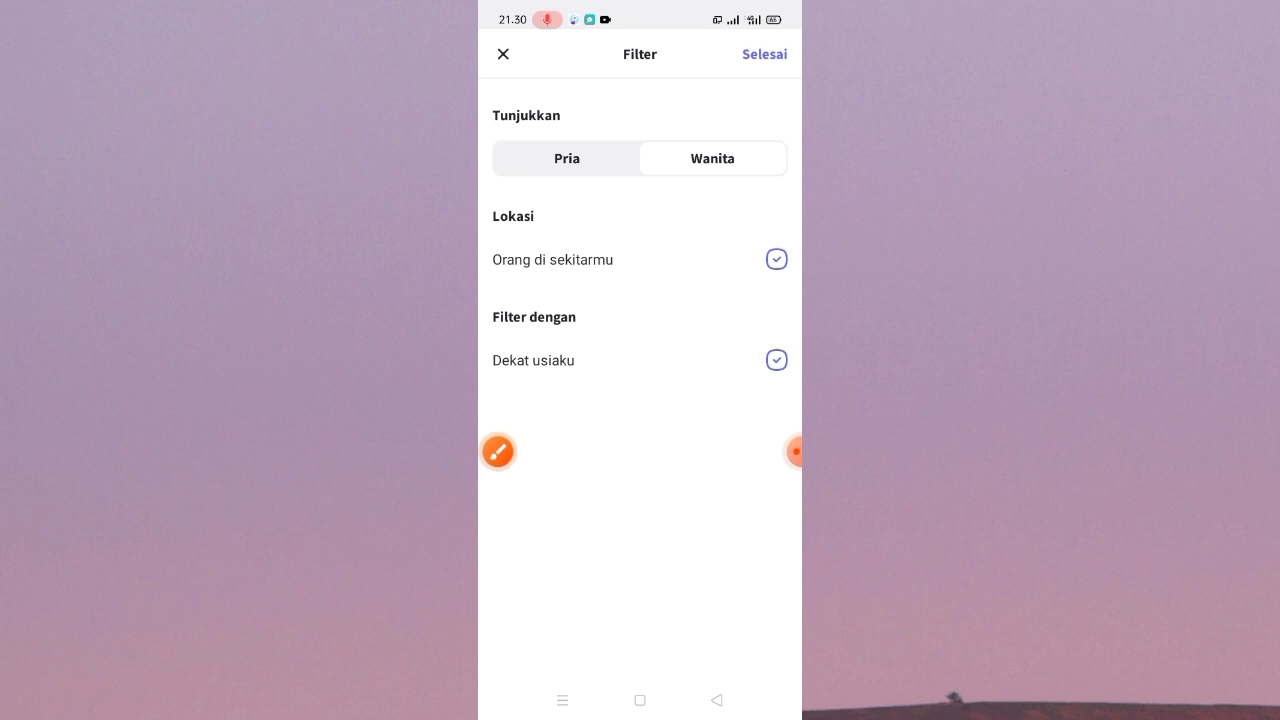 21.30
Filter
Selesai
Tunjukkan
Pria
Wanita
Lokasi
Orang di sekitarmu
Filter dengan
Dekat usiaku